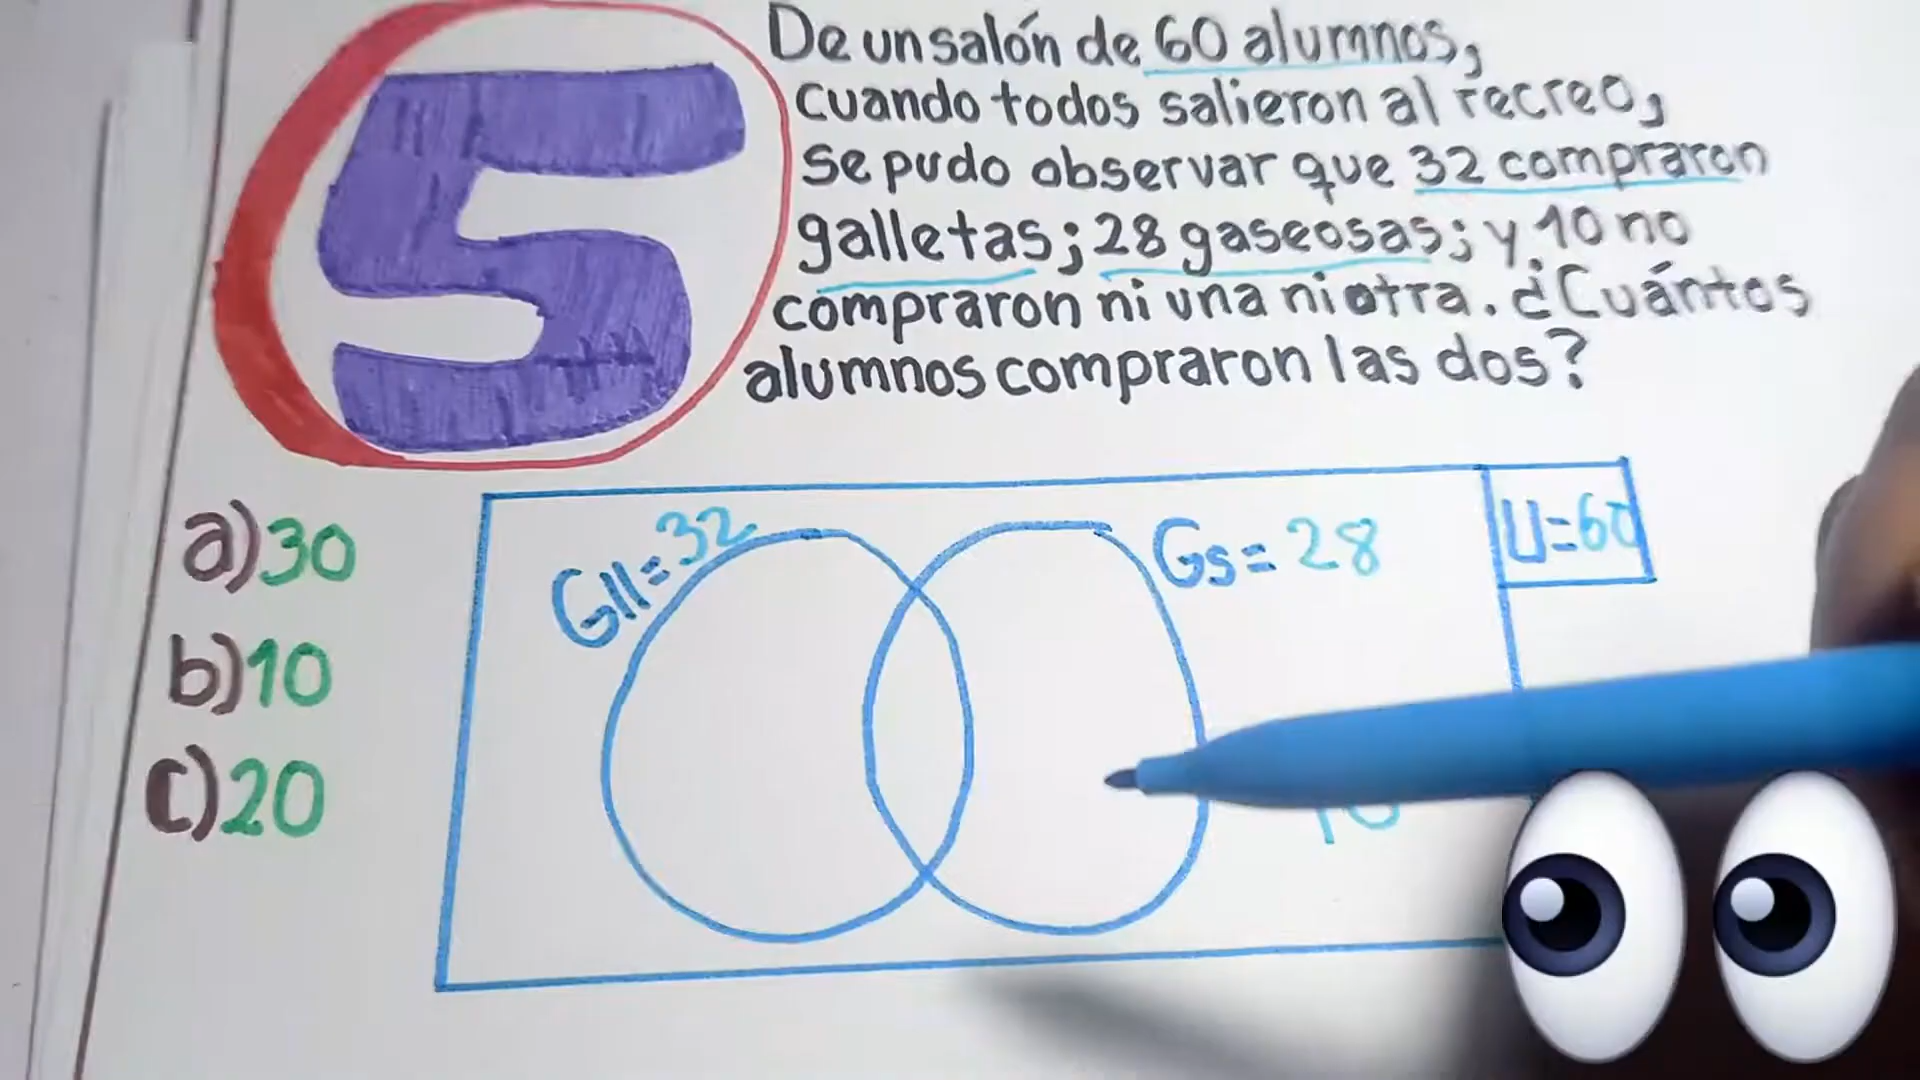 5
De un salón de 60 alumnos,
cuando todos salieron al recreo,
se pudo observar que 32 compraron
galletas; 28 gaseosas; y 10 no
compraron ni una ni otra. ¿Cuántos
alumnos compraron las dos?
a) 30
b) 10
c) 20
Gll = 32
Gs = 28
U = 60
10